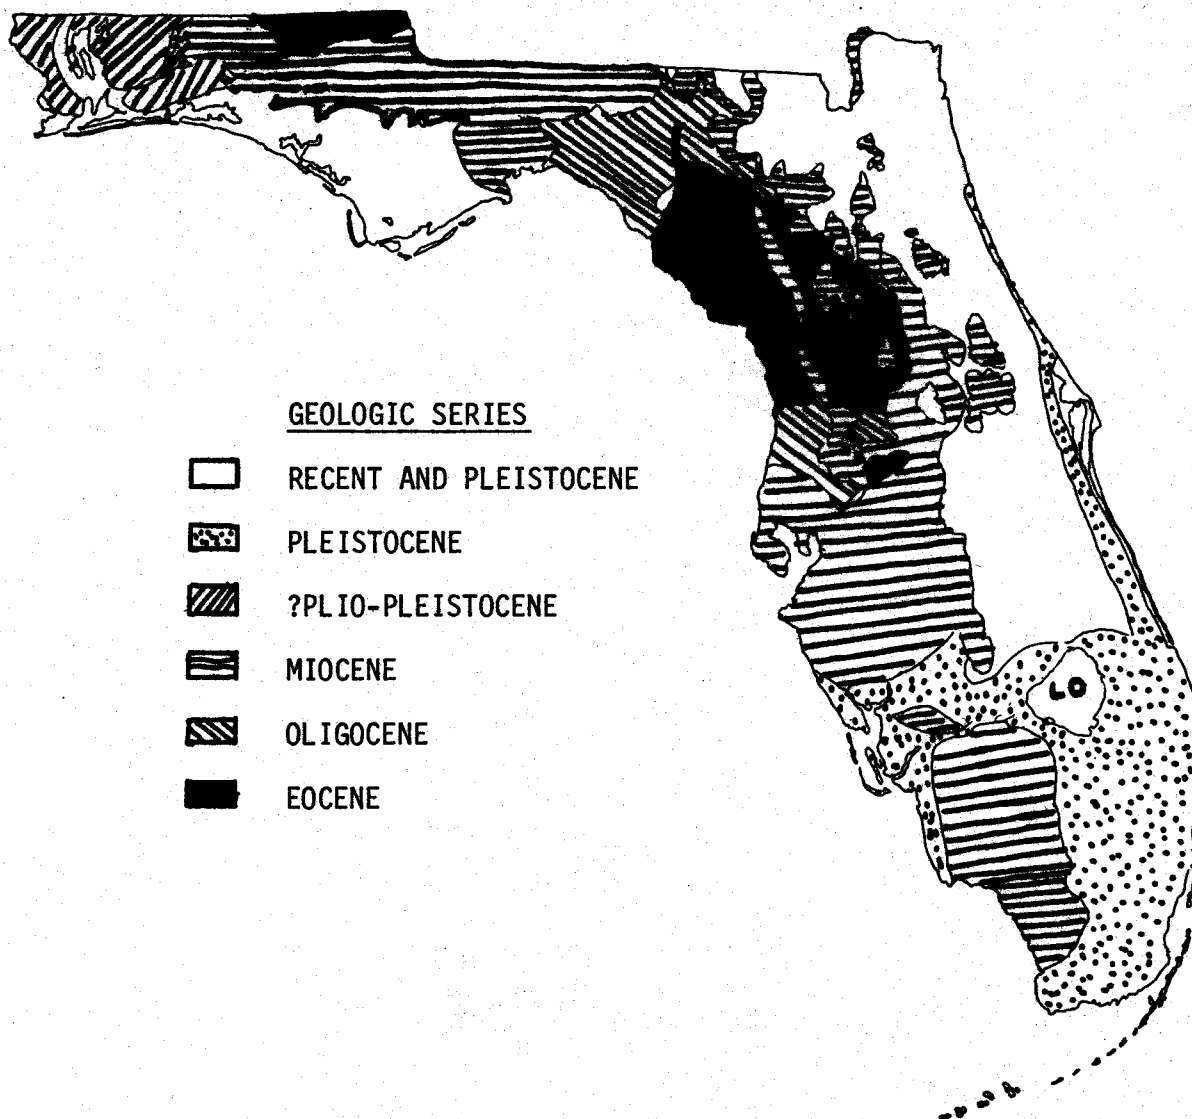 GEOLOGIC SERIES
RECENT AND PLEISTOCENE
PLEISTOCENE
?PLIO-PLEISTOCENE
MIOCENE
OLIGOCENE
EOCENE
LO